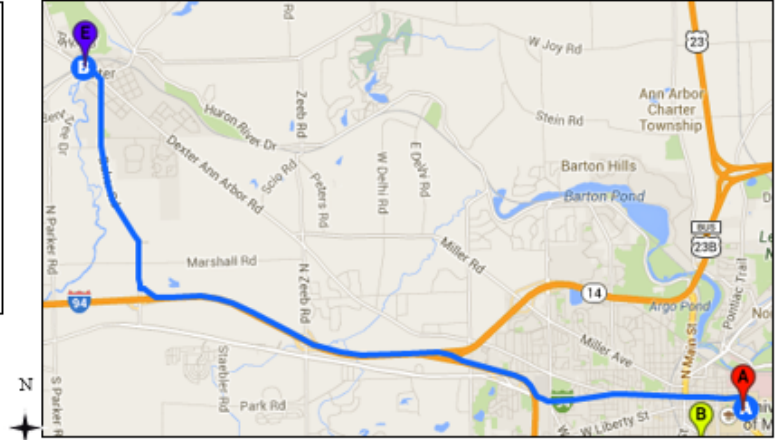 E
B
exter
Rd
W Joy Rd
23
Ann Arbor
Charter
Township
Huron River Dr
Zeeb Rd
Stein Rd
Dexter Ann Arbor Rd
Scio Rd
Peters Rd
W Delhi Rd
E Delhi Rd
Barton Hills
Barton Pond
N Parker Rd
Marshall Rd
N Zeeb Rd
Miller Rd
BUS
23B
94
14
Argo Pond
Pontiac Trail
N Main St
Miller Ave
N
S Parker R
Staebler Rd
Park Rd
W Liberty St
A
B
A
niv
of M